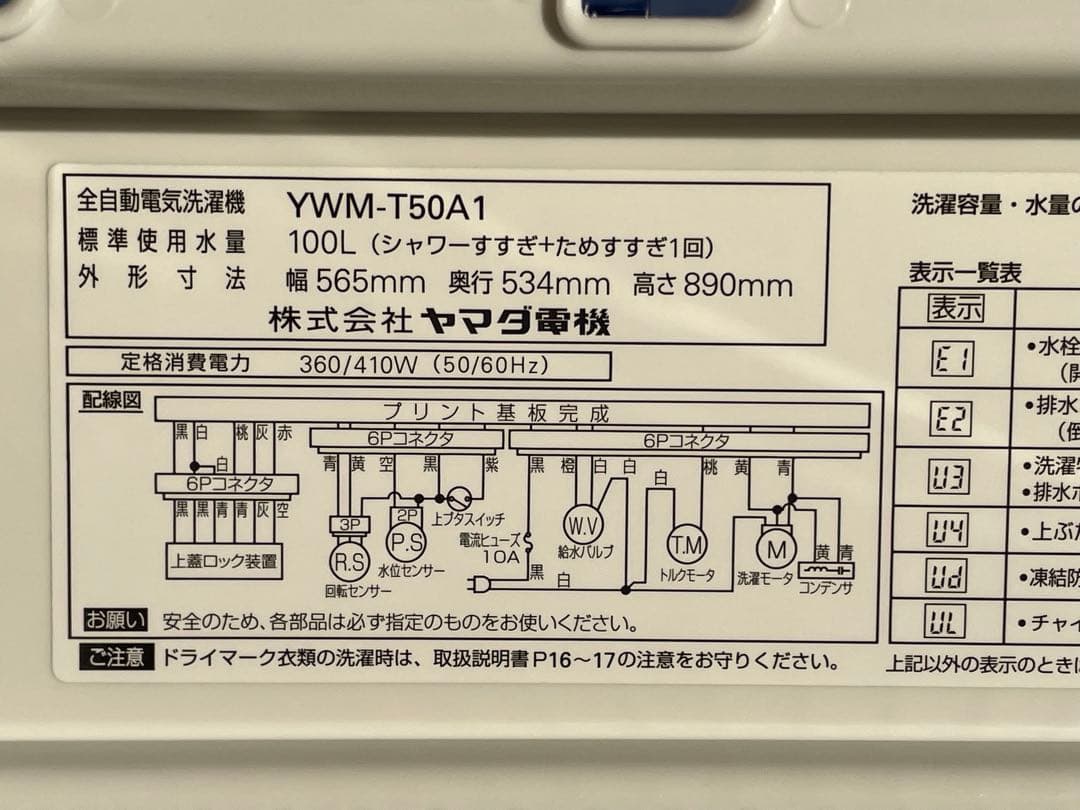 全自動電気洗濯機 YWM-T50A1
標準使用水量 100L（シャワーすすぎ+ためすすぎ1回）
外形寸法 幅565mm 奥行534mm 高さ890mm
株式会社ヤマダ電機
定格消費電力 360/410W（50/60Hz）
配線図
プリント基板完成
黒 白 桃 灰 赤
白
6Pコネクタ
黒 黒 青 青 灰 空
上蓋ロック装置
6Pコネクタ
青 黄 空 黒 紫
3P
2P
上ブタスイッチ
R.S
回転センサー
P.S
水位センサー
6Pコネクタ
黒 橙 白 白 桃 黄 青
白
電流ヒューズ
10A
黒
白
W.V
給水バルブ
T.M
トルクモータ
M
洗濯モータ
黄 青
コンデンサ
お願い 安全のため、各部品は必ず指定のものをお使いください。
ご注意 ドライマーク衣類の洗濯時は、取扱説明書P16〜17の注意をお守りください。
洗濯容量・水量の
表示一覧表
表示
E1 •水栓
（開
E2 •排水
（倒
U3 •洗濯
•排水ホ
U4 •上ぶた
Ud •凍結防
UL •チャイ
上記以外の表示のときは